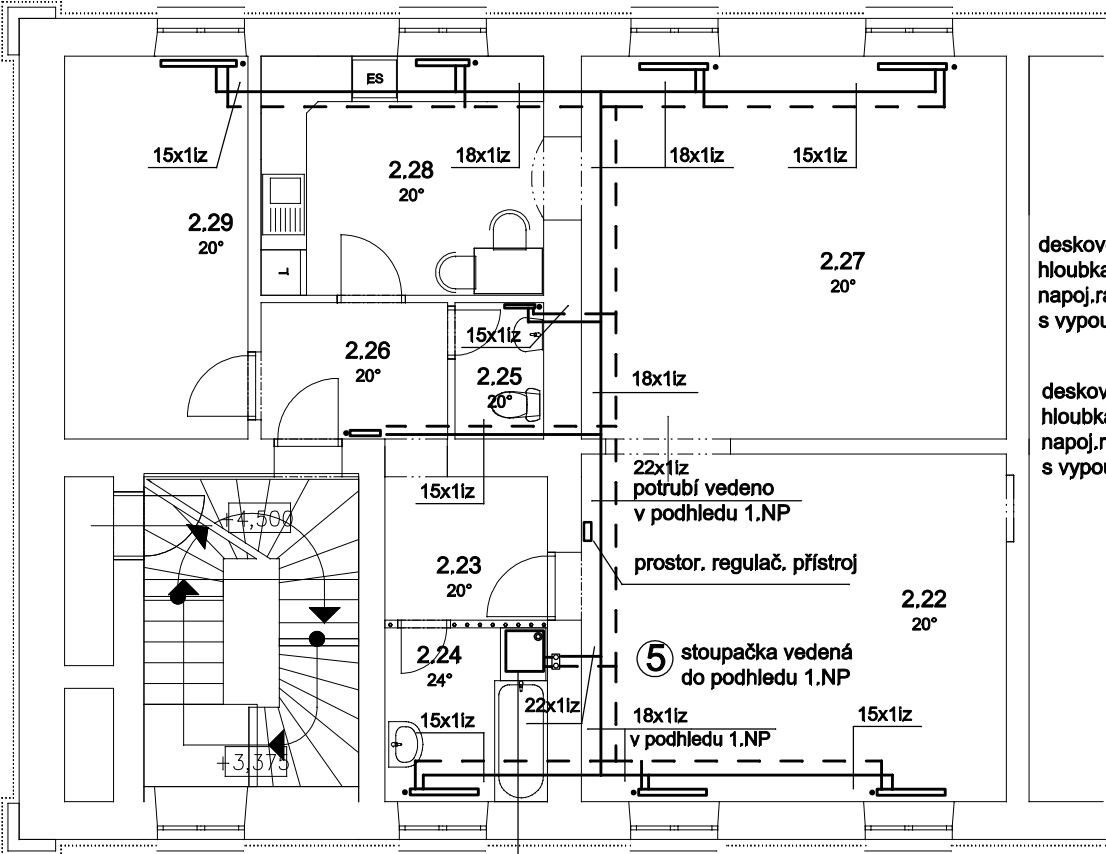 ES
15x1iz
18x1iz
18x1iz
15x1iz
2.28
20°
2.29
20°
2.27
20°
deskov
hloubka
napoj.ra
s vypou
15x1iz
2.26
20°
2.25
20°
18x1iz
deskov
hloubka
napoj.r
s vypou
22x1iz
15x1iz
potrubí vedeno
v podhledu 1.NP
+4,500
prostor. regulač. přístroj
2.23
20°
2.22
20°
2.24
24°
5
stoupačka vedená
do podhledu 1.NP
22x1iz
15x1iz
18x1iz
v podhledu 1.NP
15x1iz
+3,375